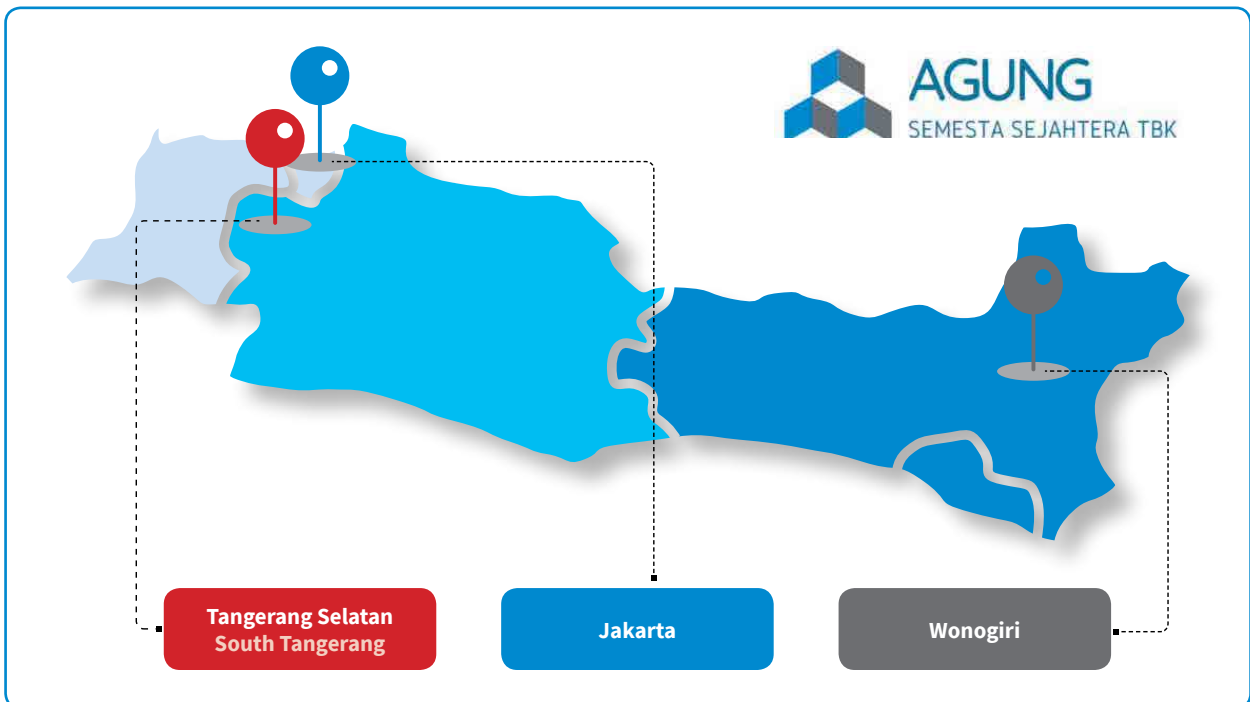 AGUNG
SEMESTA SEJAHTERA TBK
Tangerang Selatan
South Tangerang
Jakarta
Wonogiri